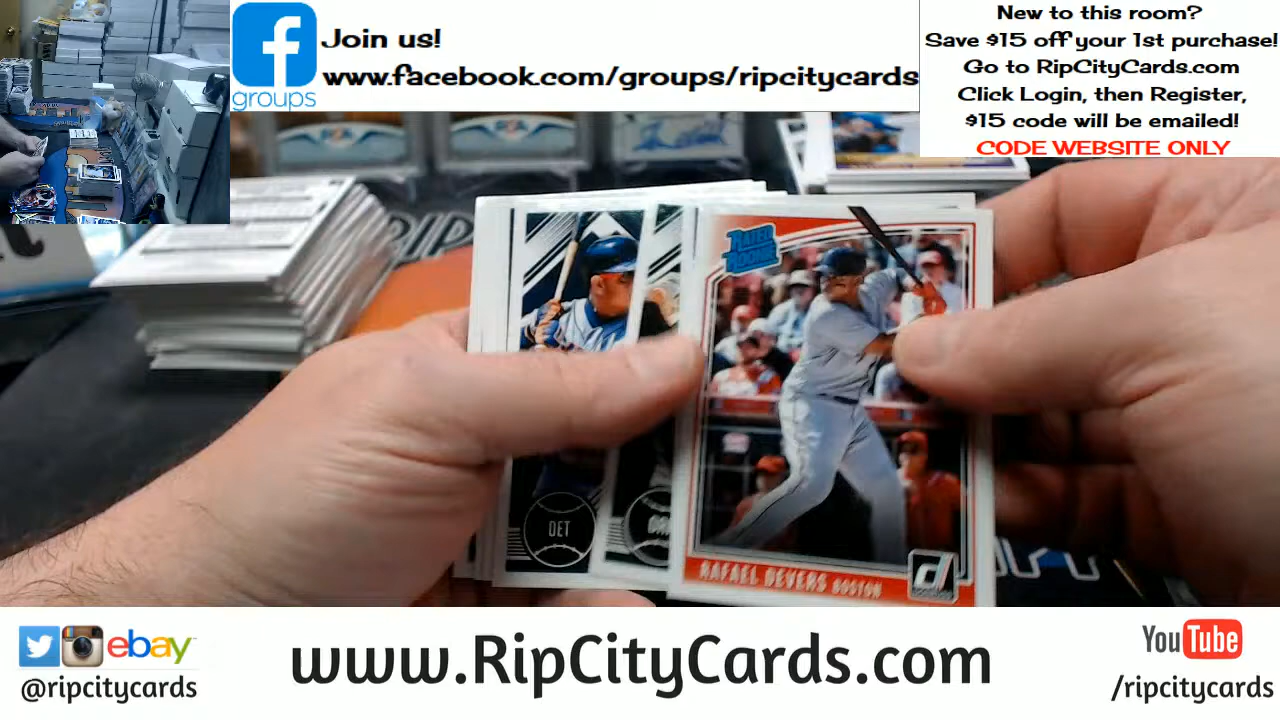 Join us!
www.facebook.com/groups/ripcitycards
groups
New to this room?
Save $15 off your 1st purchase!
Go to RipCityCards.com
Click Login, then Register,
$15 code will be emailed!
CODE WEBSITE ONLY
RIP
RATED
ROOKIE
DET
RAFAEL DEVERS BOSTON
d
ebay
@ripcitycards
www.RipCityCards.com
YouTube
/ripcitycards